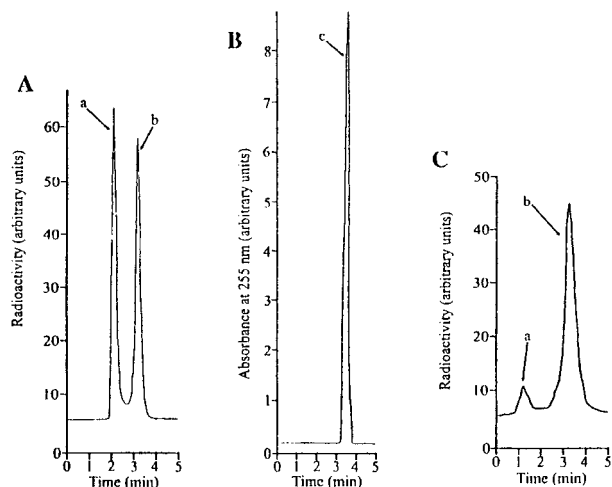 A
Radioactivity (arbitrary units)
60
50
40
30
20
10
0
a
b
0 1 2 3 4 5
Time (min)
B
Absorbance at 255 nm (arbitrary units)
8
7
6
5
4
3
2
1
0
c
0 1 2 3 4 5
Time (min)
C
Radioactivity (arbitrary units)
50
40
30
20
10
0
a
b
0 1 2 3 4 5
Time (min)